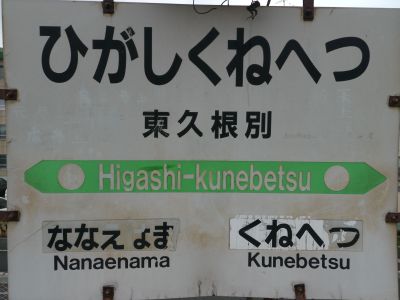 ひがしくねへつ
東久根別
Higashi-kunebetsu
ななえ よま くねへつ
Nanaenama Kunebetsu